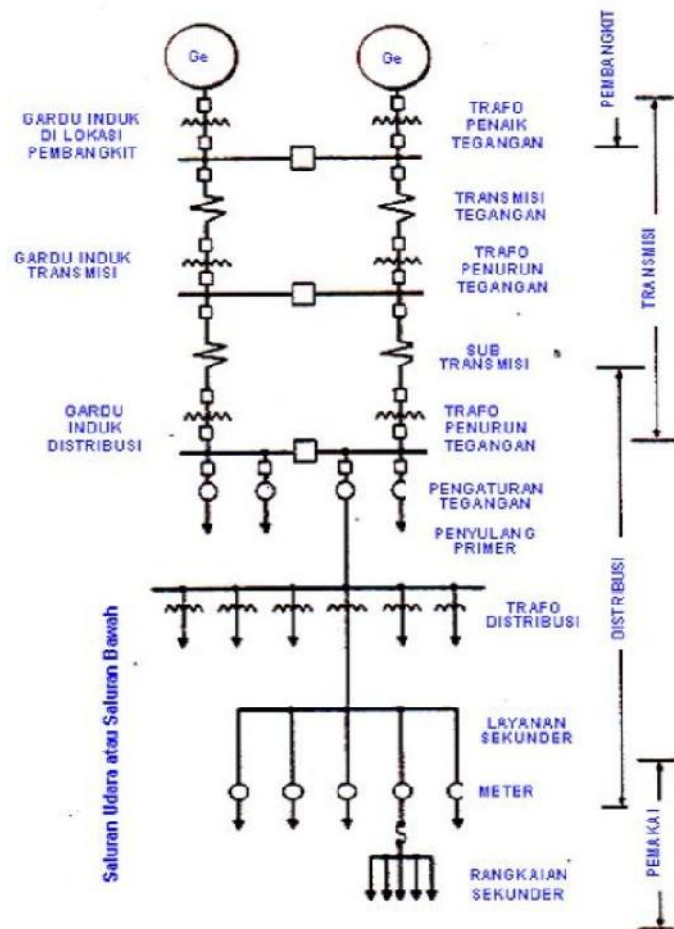 Ge
Ge
GARDU INDUK
DI LOKASI
PEMBANGKIT
TRAFO
PENAIK
TEGANGAN
PEMBANGKIT
TRANSMISI
TEGANGAN
GARDU INDUK
TRANSMISI
TRAFO
PENURUN
TEGANGAN
TRANSMISI
SUB
TRANSMISI
GARDU
INDUK
DISTRIBUSI
TRAFO
PENURUN
TEGANGAN
PENGATURAN
TEGANGAN
PENYULANG
PRIMER
TRAFO
DISTRIBUSI
DISTRIBUSI
Saluran Udara atau Saluran Bawah
LAYANAN
SEKUNDER
METER
PEMAKAI
RANGKAIAN
SEKUNDER